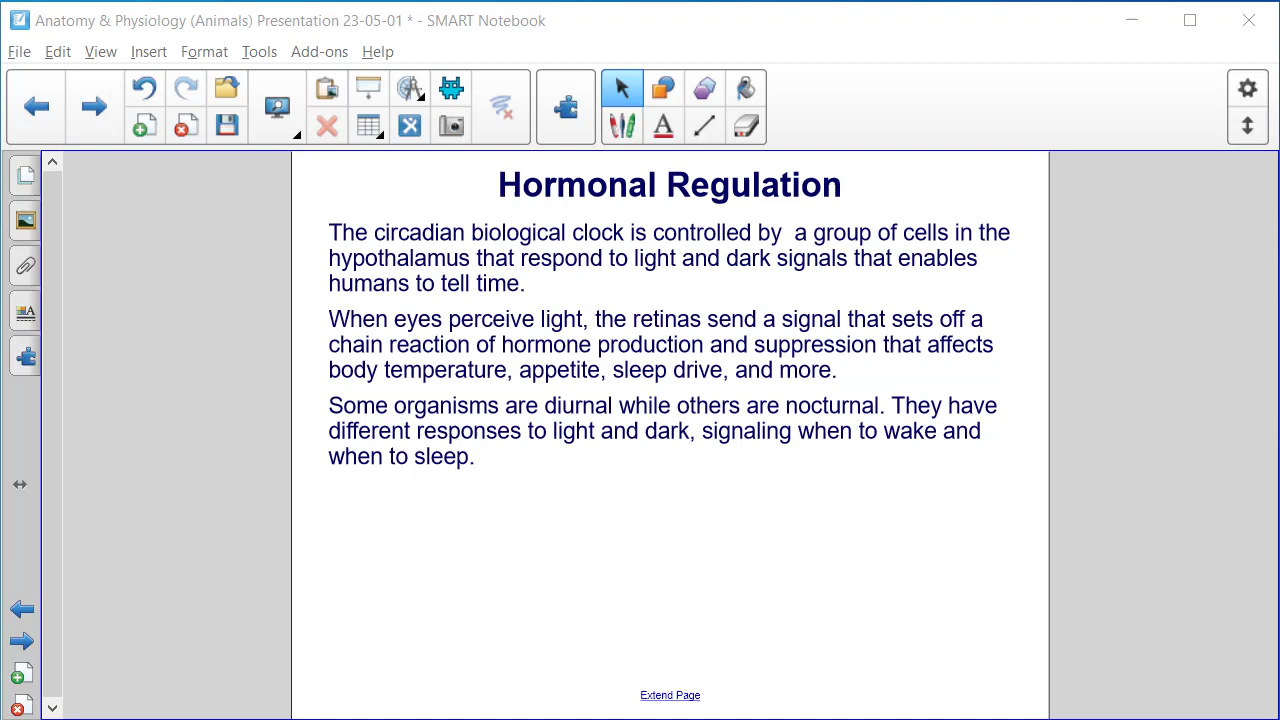 Anatomy & Physiology (Animals) Presentation 23-05-01 * - SMART Notebook
File Edit View Insert Format Tools Add-ons Help
Hormonal Regulation
The circadian biological clock is controlled by  a group of cells in the
hypothalamus that respond to light and dark signals that enables
humans to tell time.
When eyes perceive light, the retinas send a signal that sets off a
chain reaction of hormone production and suppression that affects
body temperature, appetite, sleep drive, and more.
Some organisms are diurnal while others are nocturnal. They have
different responses to light and dark, signaling when to wake and
when to sleep.
Extend Page